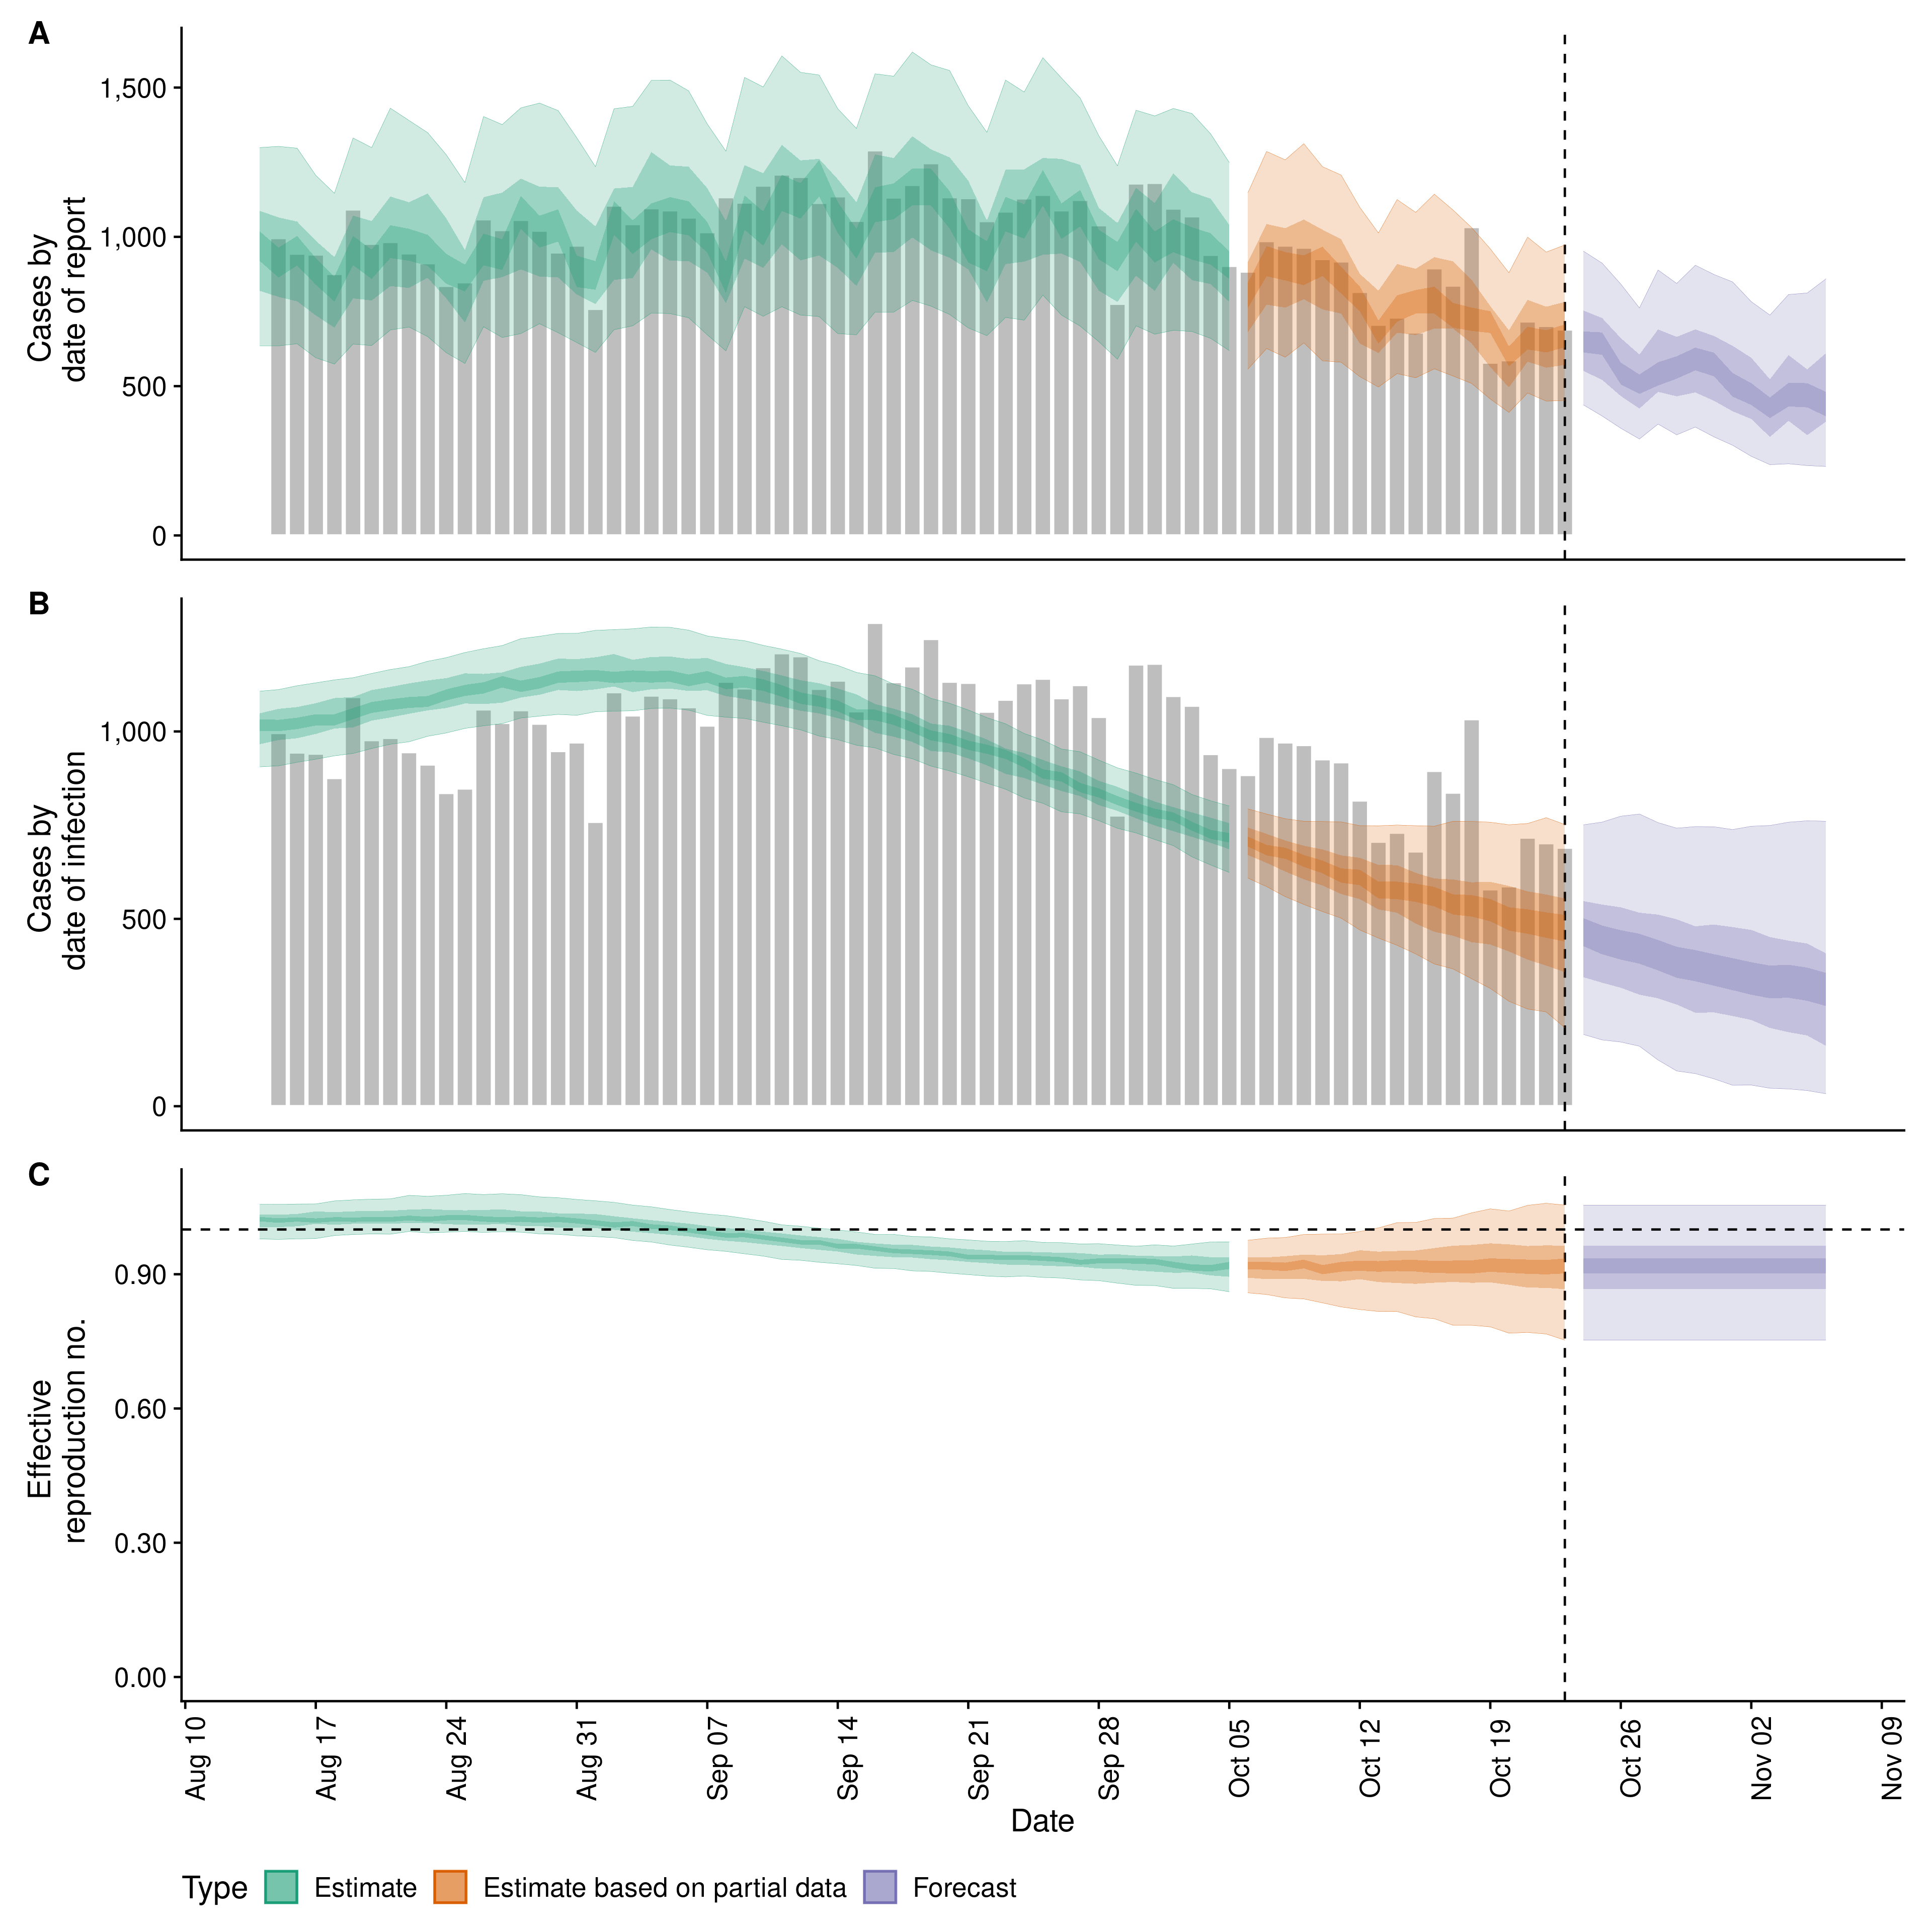 A
Cases by
date of report
1,500
1,000
500
0
B
Cases by
date of infection
1,000
500
0
C
Effective
reproduction no.
0.90
0.60
0.30
0.00
Aug 10
Aug 17
Aug 24
Aug 31
Sep 07
Sep 14
Sep 21
Sep 28
Oct 05
Oct 12
Oct 19
Oct 26
Nov 02
Nov 09
Date
Type Estimate Estimate based on partial data Forecast